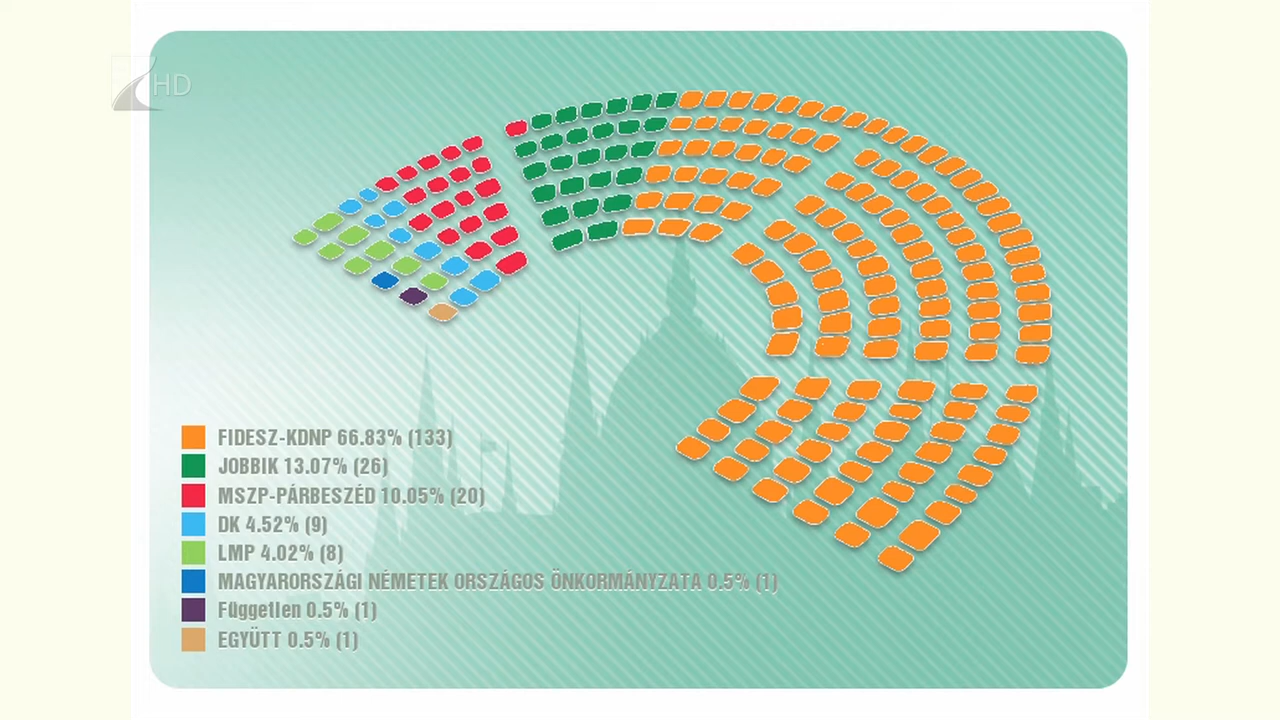 HD
FIDESZ-KDNP 66.83% (133)
JOBBIK 13.07% (26)
MSZP-PÁRBESZÉD 10.05% (20)
DK 4.52% (9)
LMP 4.02% (8)
MAGYARORSZÁGI NÉMETEK ORSZÁGOS ÖNKORMÁNYZATA 0.5% (1)
Független 0.5% (1)
EGYÜTT 0.5% (1)